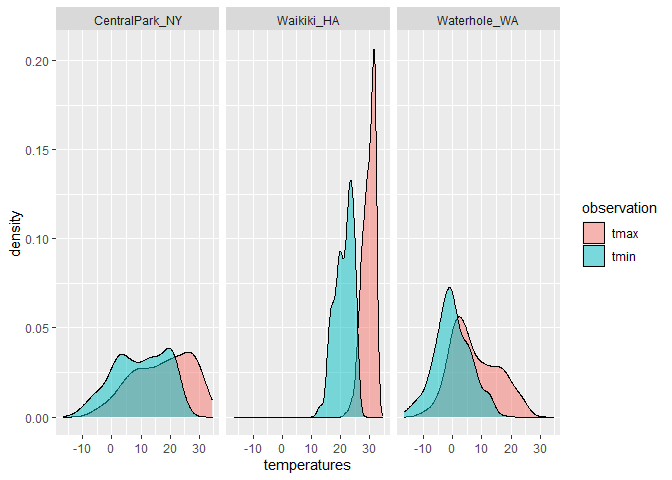 CentralPark_NY Waikiki_HA Waterhole_WA
0.20
0.15
0.10
0.05
0.00
density
-10 0 10 20 30 -10 0 10 20 30 -10 0 10 20 30
temperatures
observation
tmax
tmin